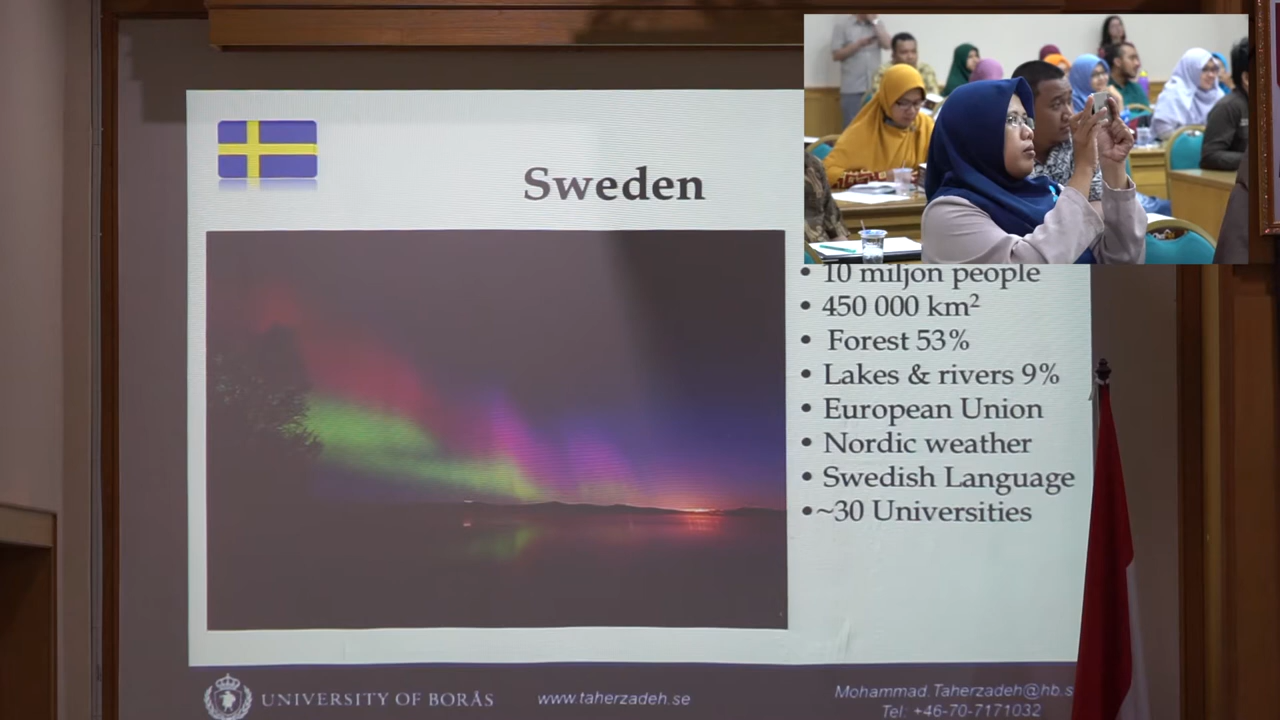 Sweden
• 10 miljon people
• 450 000 km²
• Forest 53%
• Lakes & rivers 9%
• European Union
• Nordic weather
• Swedish Language
• ~30 Universities
UNIVERSITY OF BORÅS
www.taherzadeh.se
Mohammad.Taherzadeh@hb.s
Tel: +46-70-7171032